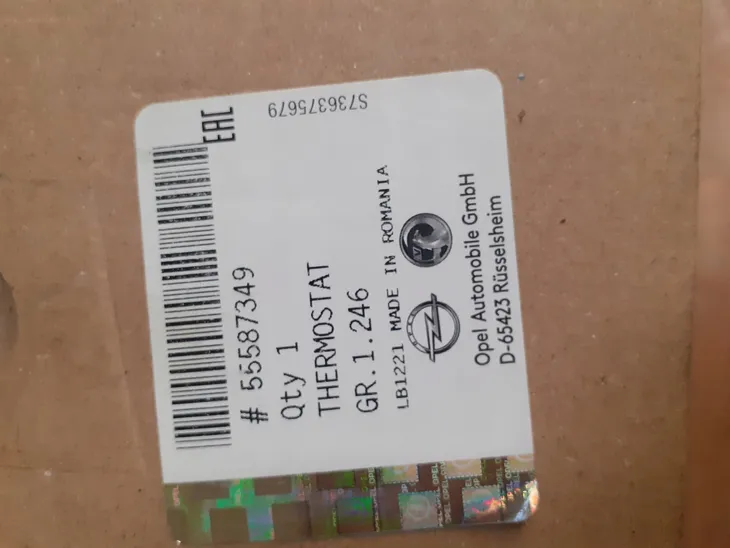 EAC
S736375679
# 55587349
Qty 1
THERMOSTAT
GR.1.246
LB1221 MADE IN ROMANIA
Opel Automobile GmbH
D-65423 Rüsselsheim